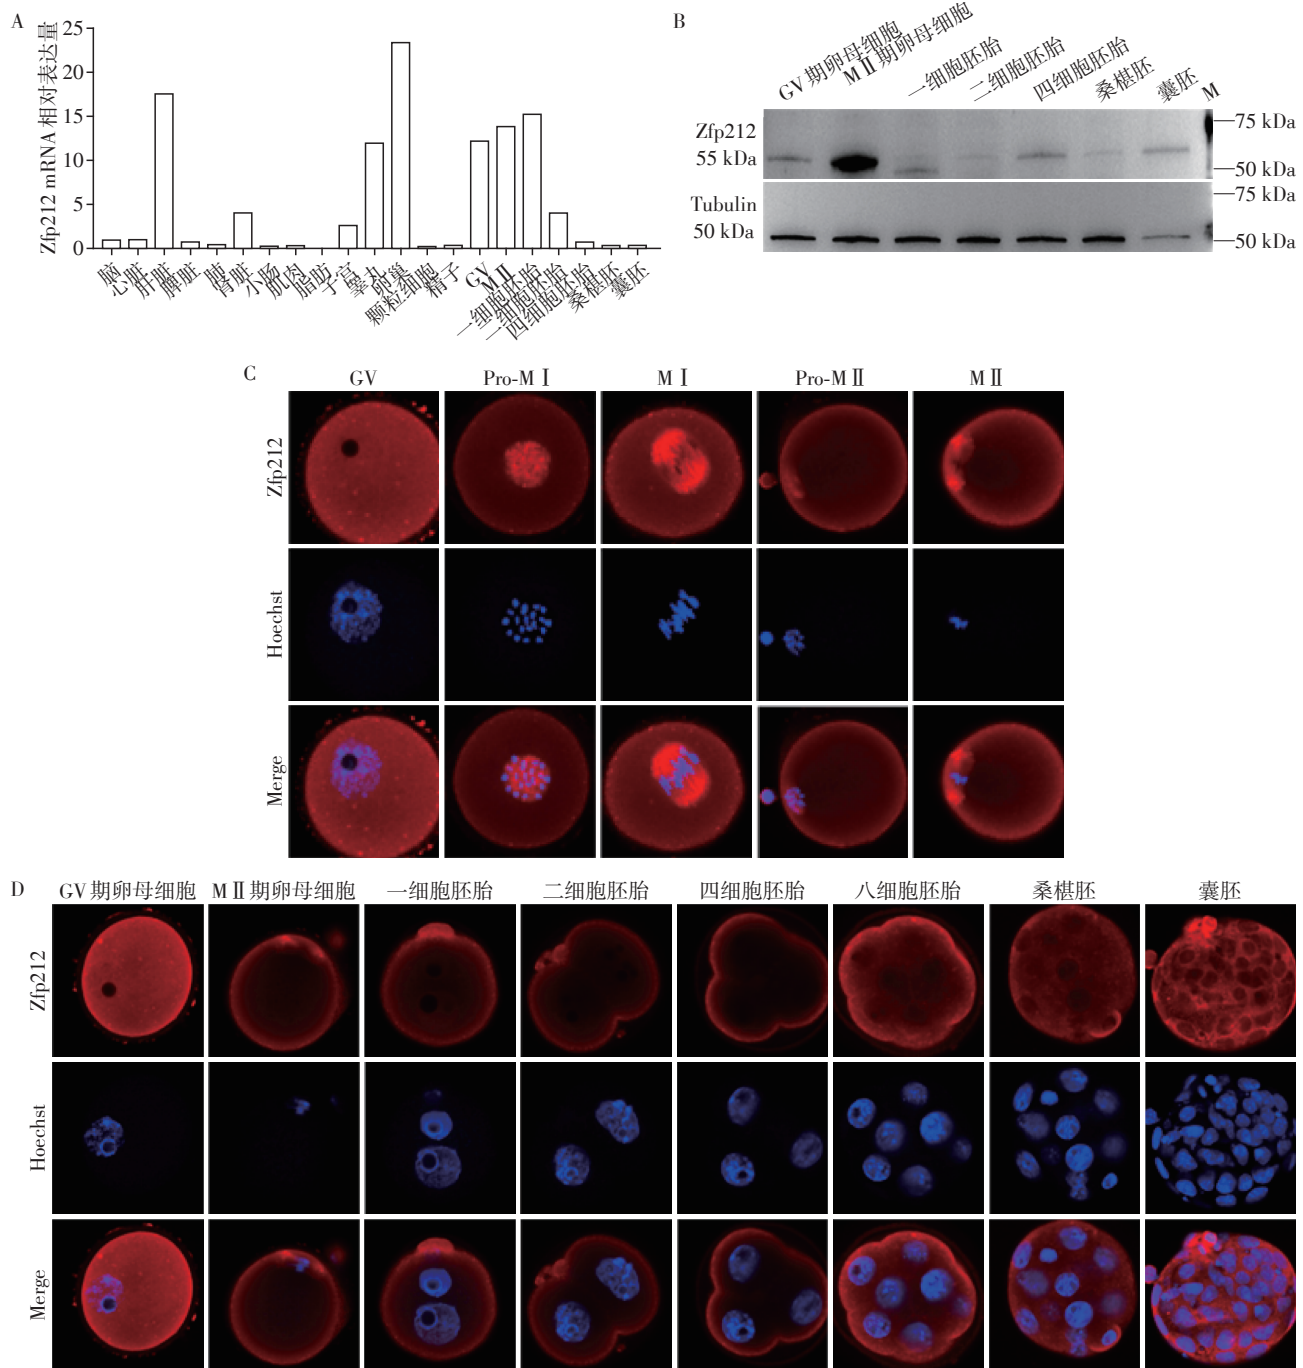 A
Zfp212 mRNA 相对表达量
25
20
15
10
5
0
脑
心脏
肝脏
脾脏
肺
肾脏
小肠
肌肉
脂肪
子宫
睾丸
卵巢
颗粒细胞
精子
GV
MⅡ
一细胞胚胎
二细胞胚胎
四细胞胚胎
桑椹胚
囊胚
B
GV期卵母细胞
MⅡ期卵母细胞
一细胞胚胎
二细胞胚胎
四细胞胚胎
桑椹胚
囊胚
M
Zfp212
55 kDa
75 kDa
50 kDa
Tubulin
50 kDa
75 kDa
50 kDa
C
GV Pro-MⅠ MⅠ Pro-MⅡ MⅡ
Zfp212
Hoechst
Merge
D
GV期卵母细胞 MⅡ期卵母细胞 一细胞胚胎 二细胞胚胎 四细胞胚胎 八细胞胚胎 桑椹胚 囊胚
Zfp212
Hoechst
Merge